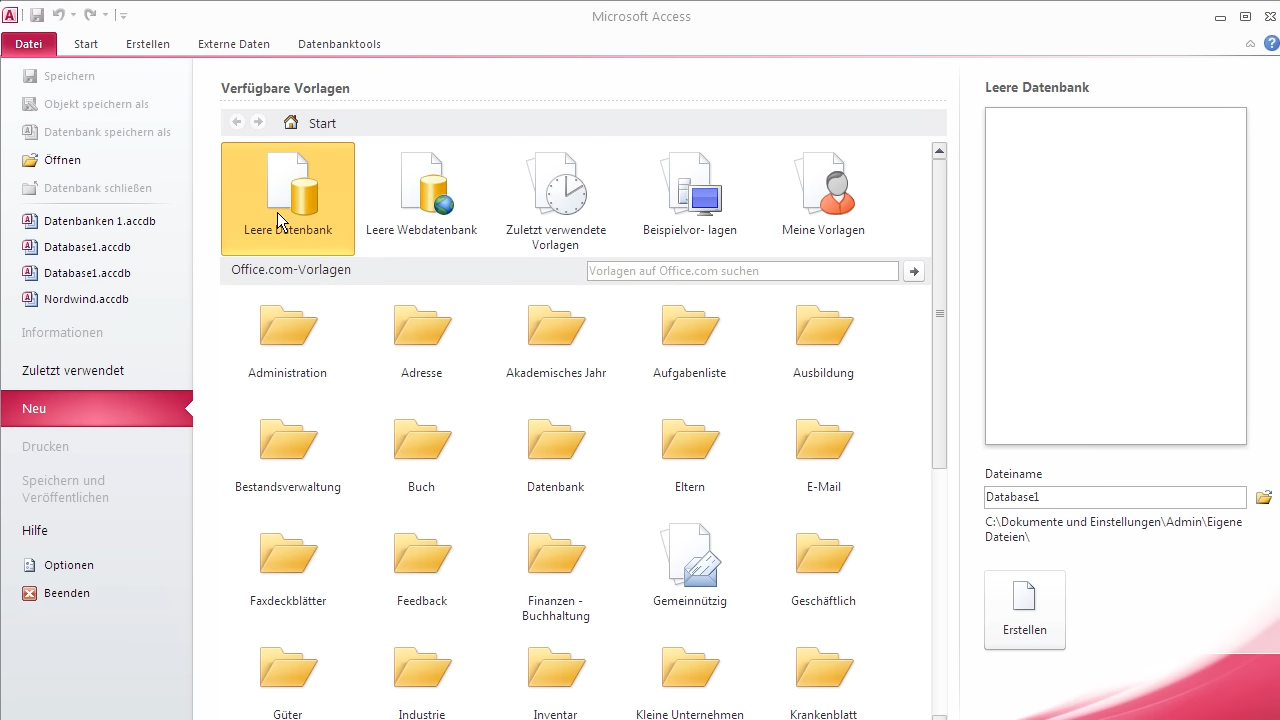 Microsoft Access
Datei
Start
Erstellen
Externe Daten
Datenbanktools
Speichern
Objekt speichern als
Datenbank speichern als
Öffnen
Datenbank schließen
Datenbanken 1.accdb
Database1.accdb
Database1.accdb
Nordwind.accdb
Informationen
Zuletzt verwendet
Neu
Drucken
Speichern und
Veröffentlichen
Hilfe
Optionen
Beenden
Verfügbare Vorlagen
Start
Leere Datenbank
Leere Webdatenbank
Zuletzt verwendete
Vorlagen
Beispielvor- lagen
Meine Vorlagen
Office.com-Vorlagen
Vorlagen auf Office.com suchen
Administration
Adresse
Akademisches Jahr
Aufgabenliste
Ausbildung
Bestandsverwaltung
Buch
Datenbank
Eltern
E-Mail
Faxdeckblätter
Feedback
Finanzen -
Buchhaltung
Gemeinnützig
Geschäftlich
Güter
Industrie
Inventar
Kleine Unternehmen
Krankenblatt
Leere Datenbank
Dateiname
Database1
C:\Dokumente und Einstellungen\Admin\Eigene
Dateien\
Erstellen